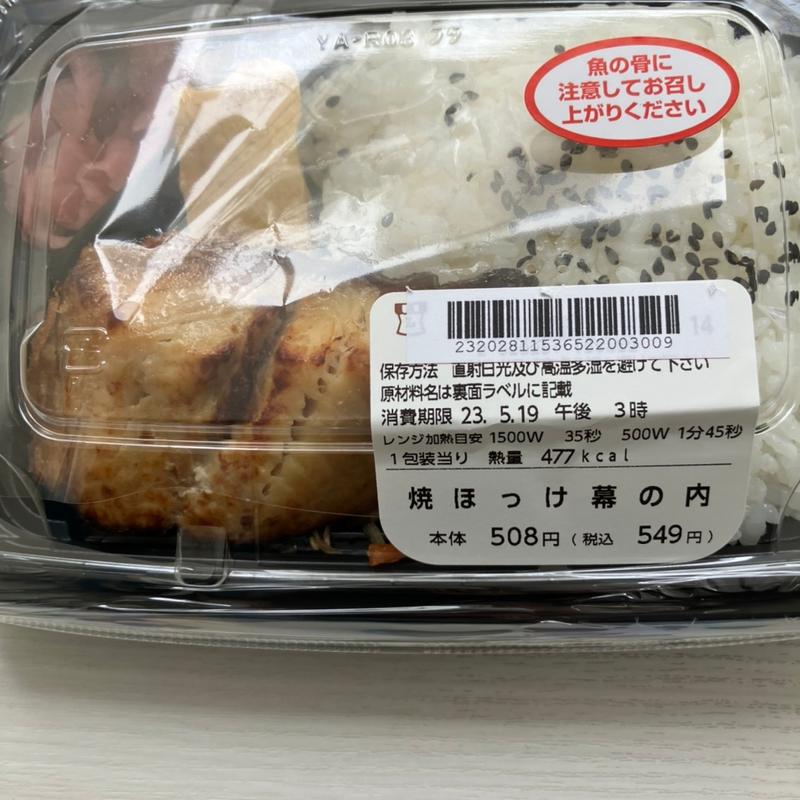 YA-R03 55
魚の骨に
注意してお召し
上がりください
14
23202811536522003009
保存方法 直射日光及び高温多湿を避けて下さい
原材料名は裏面ラベルに記載
消費期限 23. 5.19 午後 3時
レンジ加熱目安 1500W 35秒 500W 1分45秒
1包装当り 熱量 477kcal
焼ほっけ幕の内
本体 508円(税込 549円)